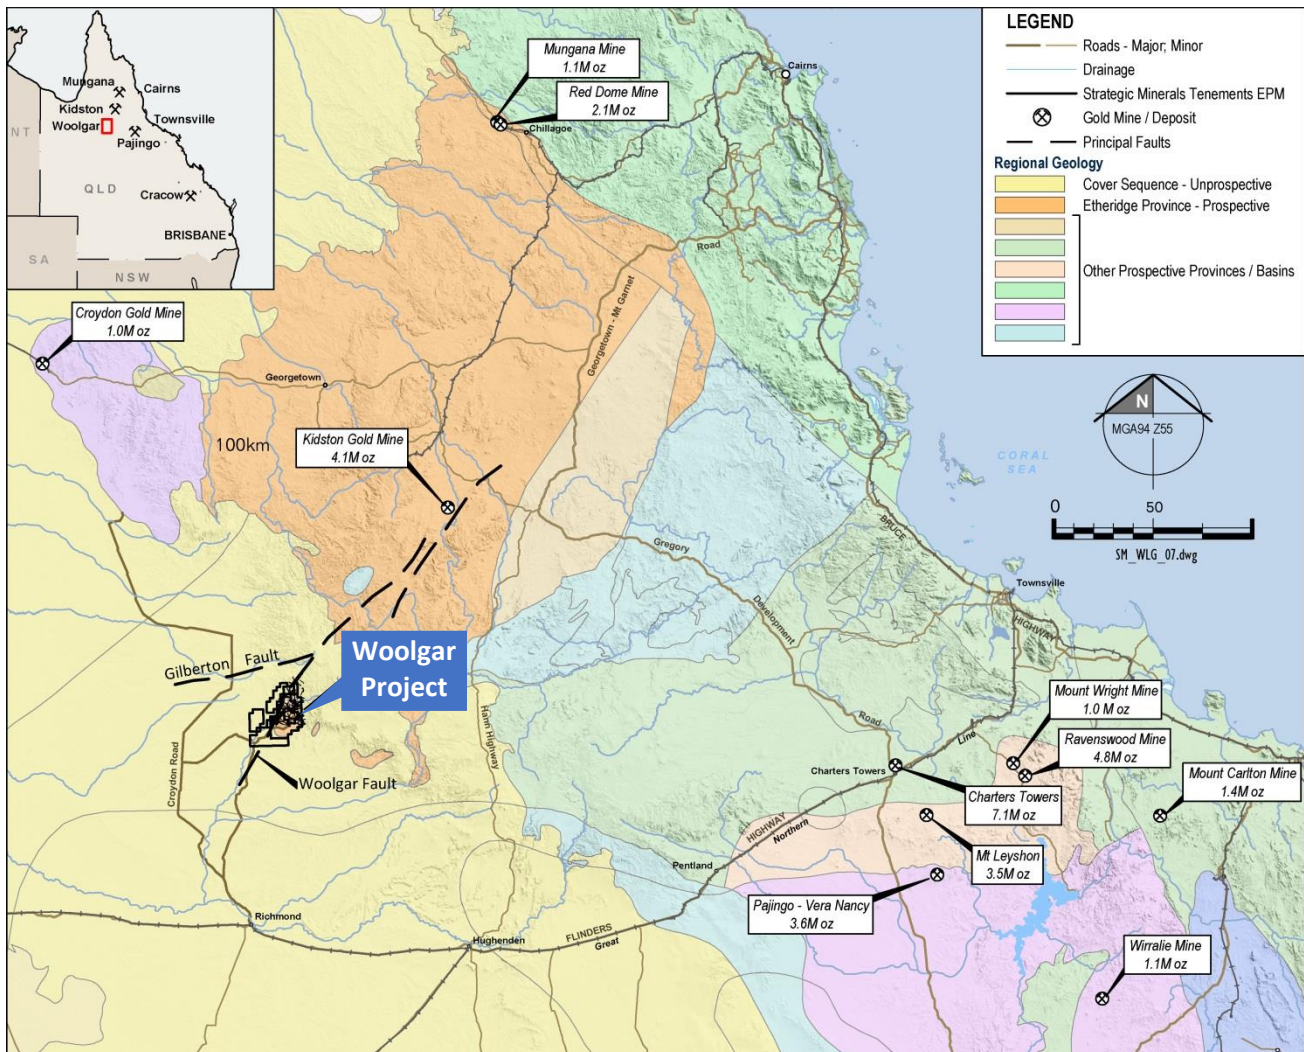 Mungana
Cairns
Kidston
Woolgar
Townsville
Pajingo
NT
QLD
Cracow
BRISBANE
SA
NSW
Mungana Mine
1.1M oz
Red Dome Mine
2.1M oz
Chillagoe
Cairns
LEGEND
Roads - Major; Minor
Drainage
Strategic Minerals Tenements EPM
Gold Mine / Deposit
Principal Faults
Regional Geology
Cover Sequence - Unprospective
Etheridge Province - Prospective
Other Prospective Provinces / Basins
Road
Georgetown - Mt Garnet
Croydon Gold Mine
1.0M oz
Georgetown
100km
Kidston Gold Mine
4.1M oz
N
MGA94 Z55
CORAL
SEA
0
50
SM_WLG_07.dwg
BRUCE
HIGHWAY
Townsville
Gregory
Development
Road
Gilberton Fault
Woolgar
Project
Woolgar Fault
Croydon Road
Hann Highway
Mount Wright Mine
1.0 M oz
Ravenswood Mine
4.8M oz
Mount Carlton Mine
1.4M oz
Line
Charters Towers
Charters Towers
7.1M oz
HIGHWAY
Northern
Mt Leyshon
3.5M oz
Pentland
Pajingo - Vera Nancy
3.6M oz
Richmond
Hughenden
FLINDERS
Great
Wirralie Mine
1.1M oz